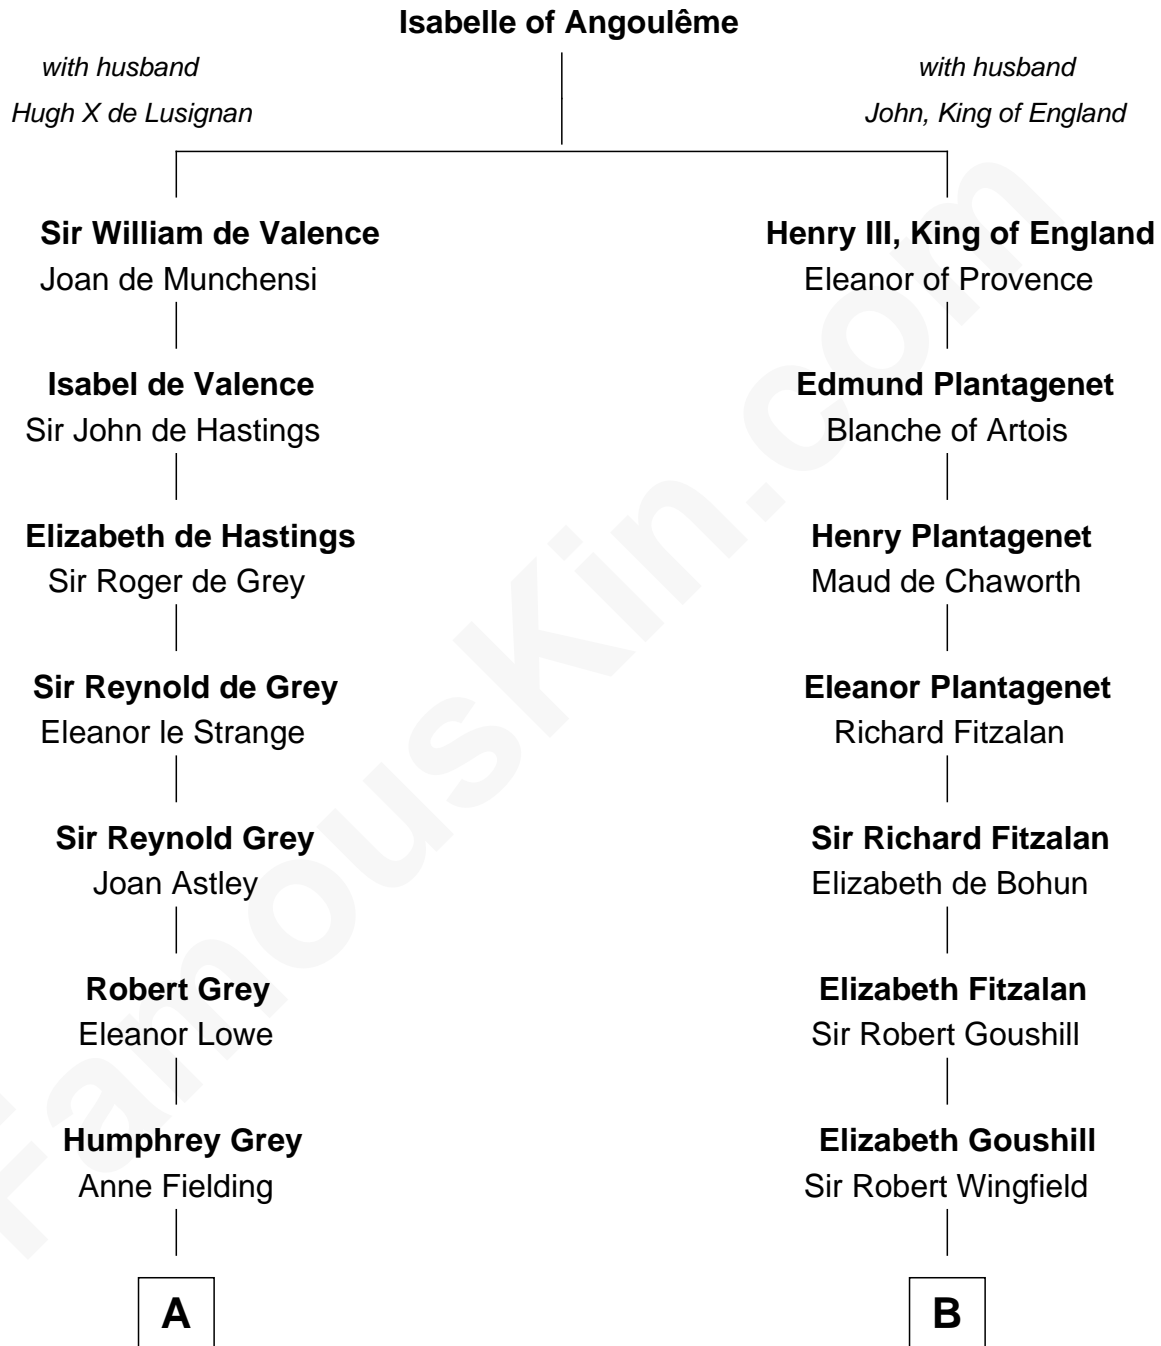 Isabelle of Angoulême
with husband
Hugh X de Lusignan
with husband
John, King of England
Sir William de Valence
Joan de Munchensi
Isabel de Valence
Sir John de Hastings
Elizabeth de Hastings
Sir Roger de Grey
Sir Reynold de Grey
Eleanor le Strange
Sir Reynold Grey
Joan Astley
Robert Grey
Eleanor Lowe
Humphrey Grey
Anne Fielding
A
Henry III, King of England
Eleanor of Provence
Edmund Plantagenet
Blanche of Artois
Henry Plantagenet
Maud de Chaworth
Eleanor Plantagenet
Richard Fitzalan
Sir Richard Fitzalan
Elizabeth de Bohun
Elizabeth Fitzalan
Sir Robert Goushill
Elizabeth Goushill
Sir Robert Wingfield
B
FamousKin.com